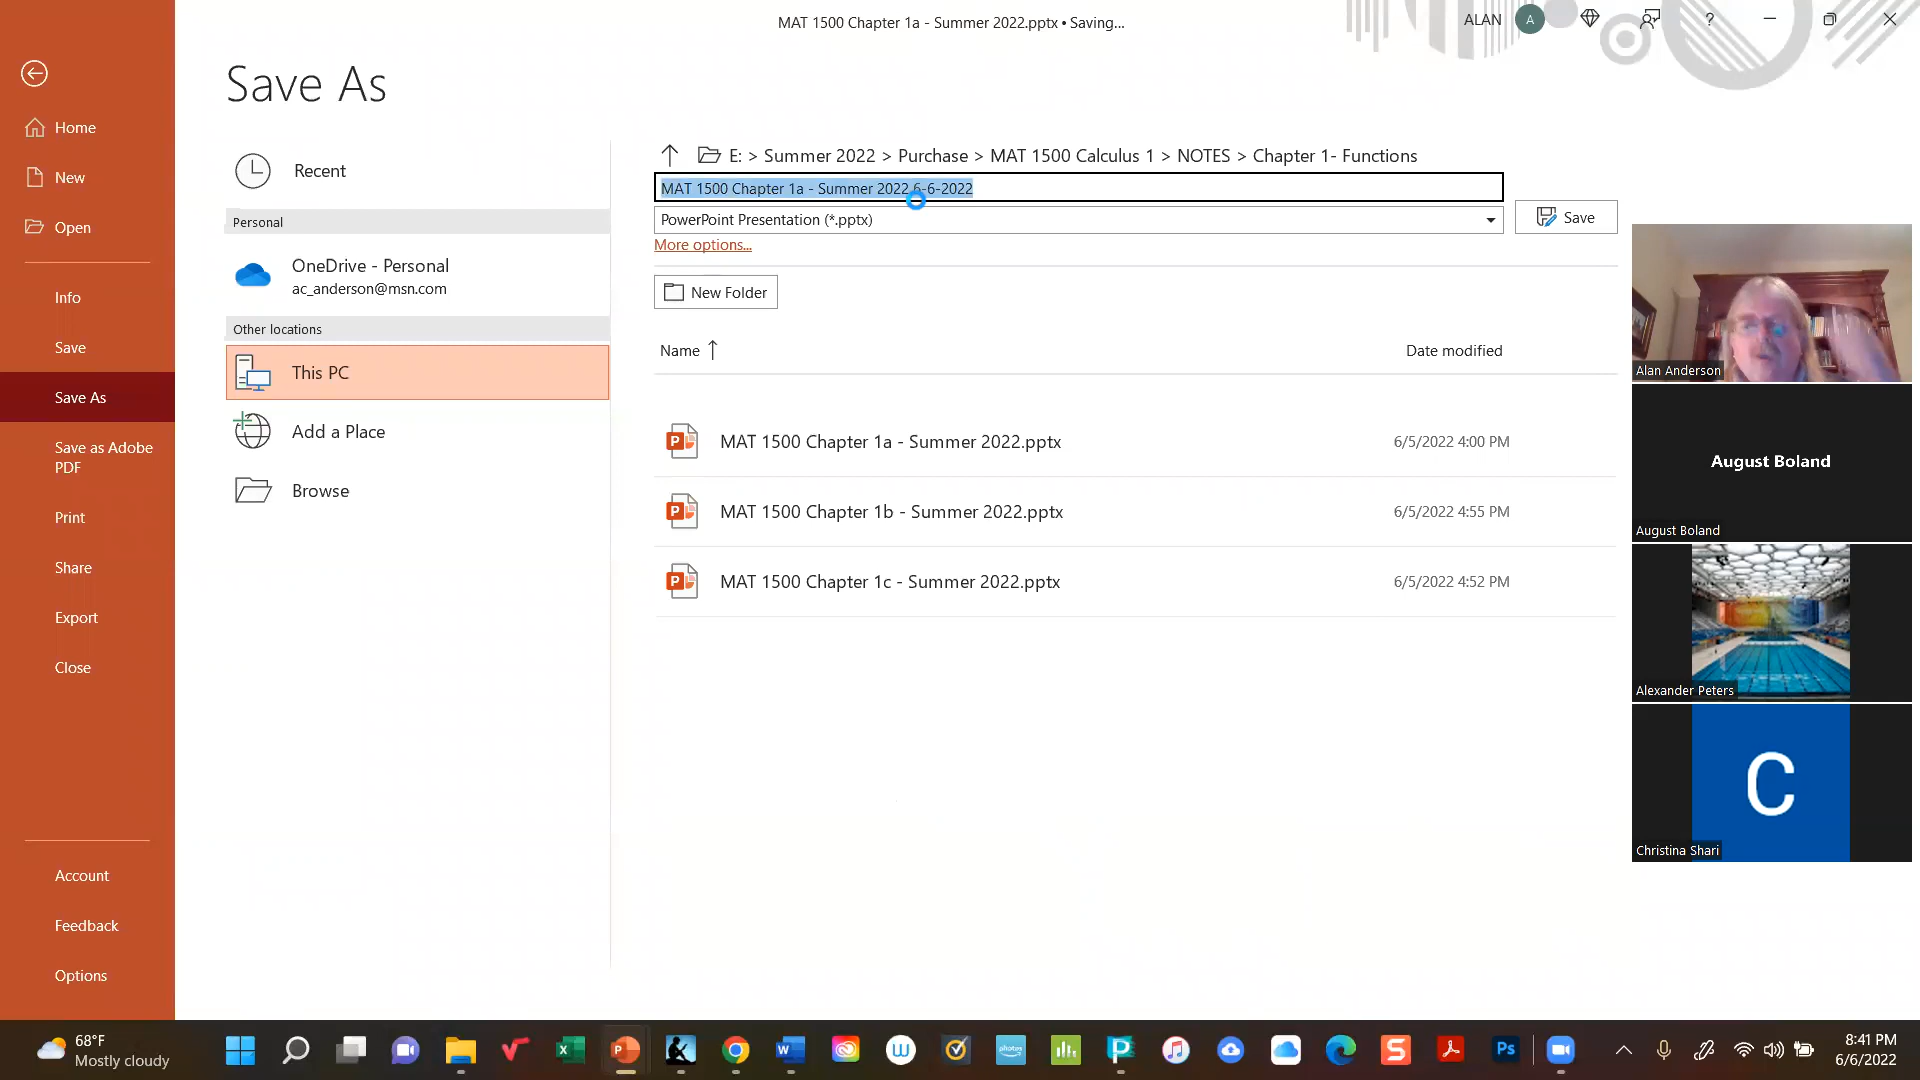 MAT 1500 Chapter 1a - Summer 2022.pptx • Saving...
ALAN
A
?
Save As
Home
New
Open
Info
Save
Save As
Save as Adobe
PDF
Print
Share
Export
Close
Account
Feedback
Options
Recent
Personal
OneDrive - Personal
ac_anderson@msn.com
Other locations
This PC
Add a Place
Browse
E: > Summer 2022 > Purchase > MAT 1500 Calculus 1 > NOTES > Chapter 1- Functions
MAT 1500 Chapter 1a - Summer 2022 6-6-2022
PowerPoint Presentation (*.pptx)
Save
More options...
New Folder
Name ↑ Date modified
MAT 1500 Chapter 1a - Summer 2022.pptx 6/5/2022 4:00 PM
MAT 1500 Chapter 1b - Summer 2022.pptx 6/5/2022 4:55 PM
MAT 1500 Chapter 1c - Summer 2022.pptx 6/5/2022 4:52 PM
Alan Anderson
August Boland
August Boland
Alexander Peters
C
Christina Shari
68°F
Mostly cloudy
amazon photos
Ps
8:41 PM
6/6/2022